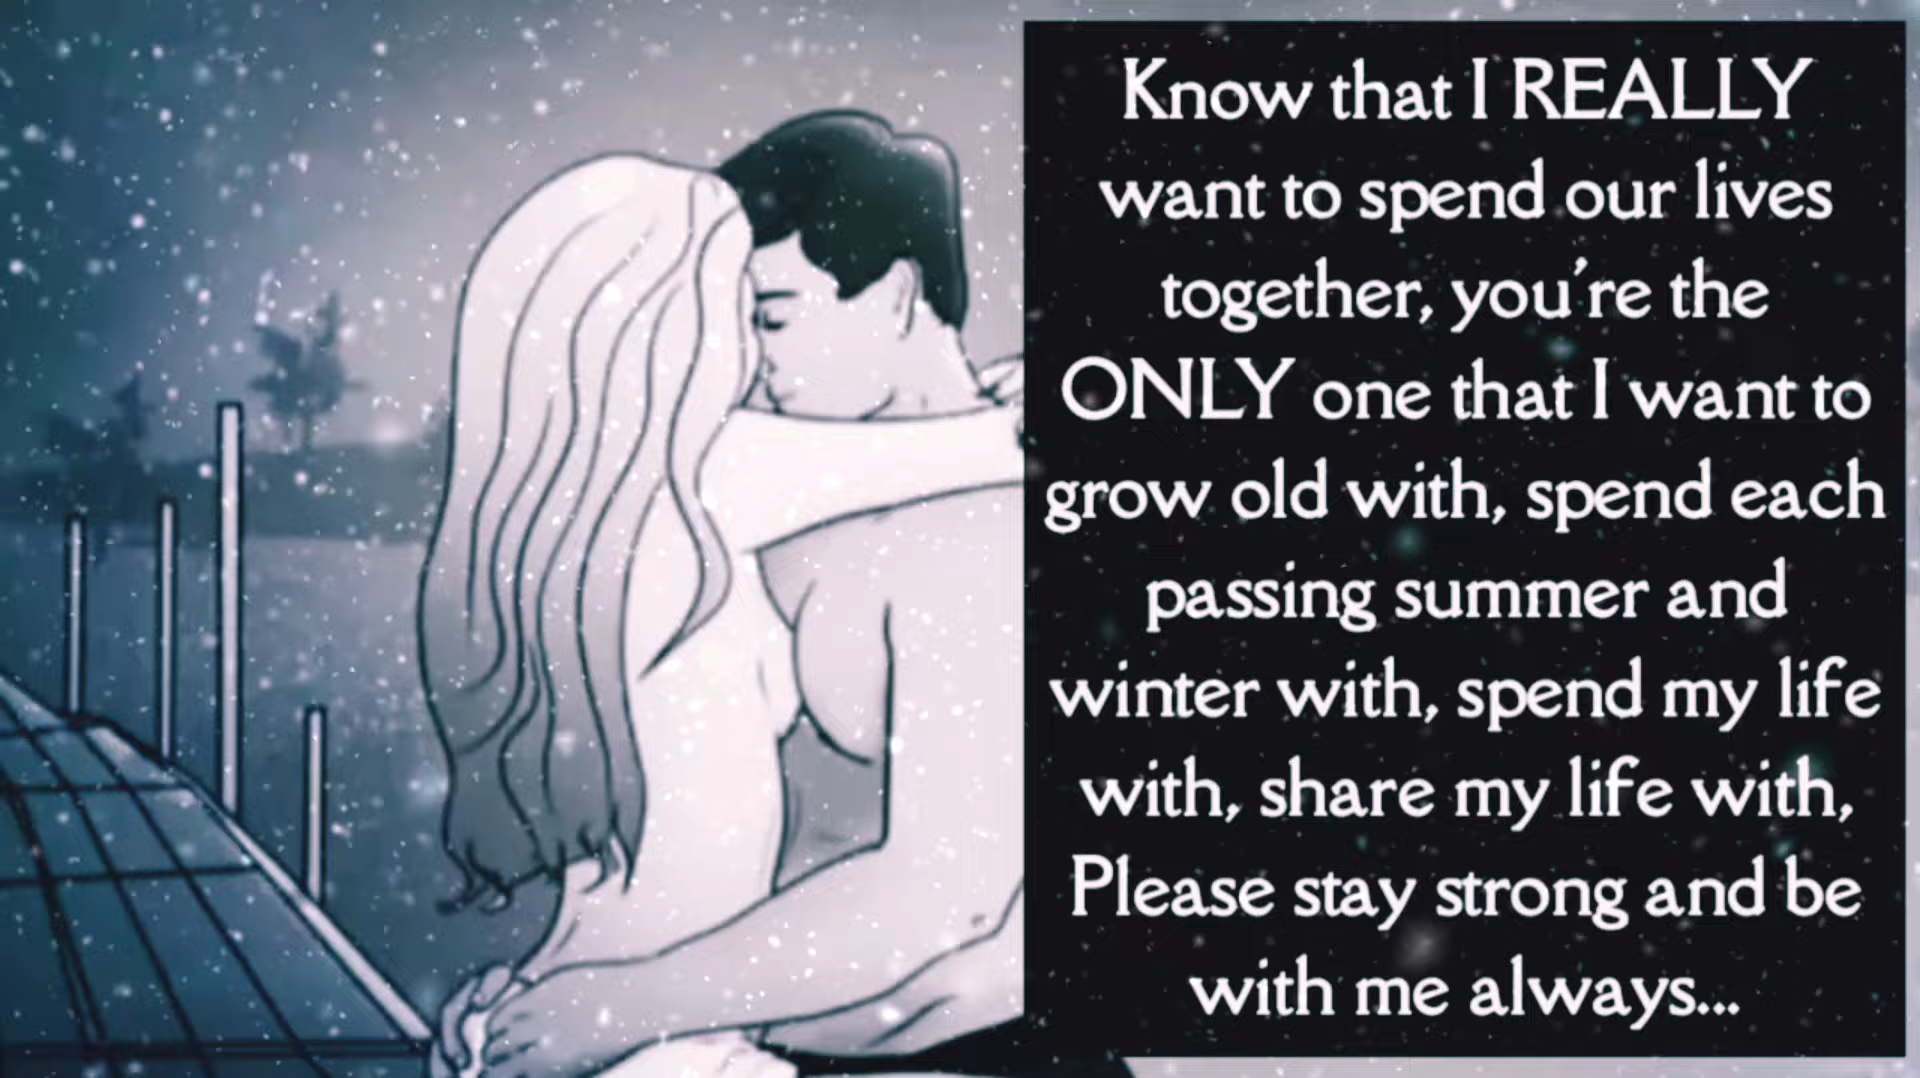 Know that I REALLY
want to spend our lives
together, you're the
ONLY one that I want to
grow old with, spend each
passing summer and
winter with, spend my life
with, share my life with,
Please stay strong and be
with me always...